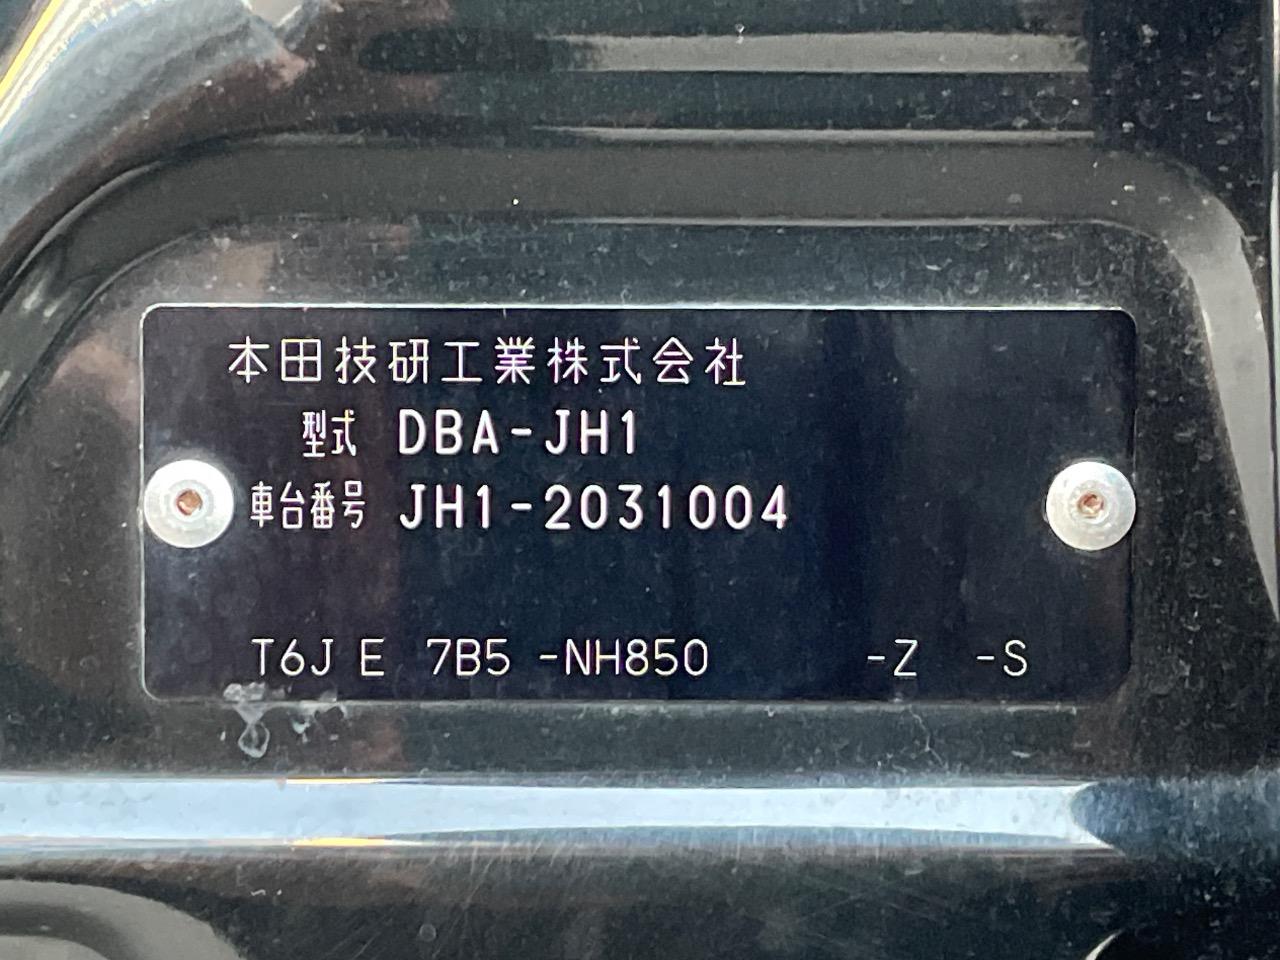 本田技研工業株式会社
型式 DBA-JH1
車台番号 JH1-2031004
T6J E 7B5 -NH850 -Z -S